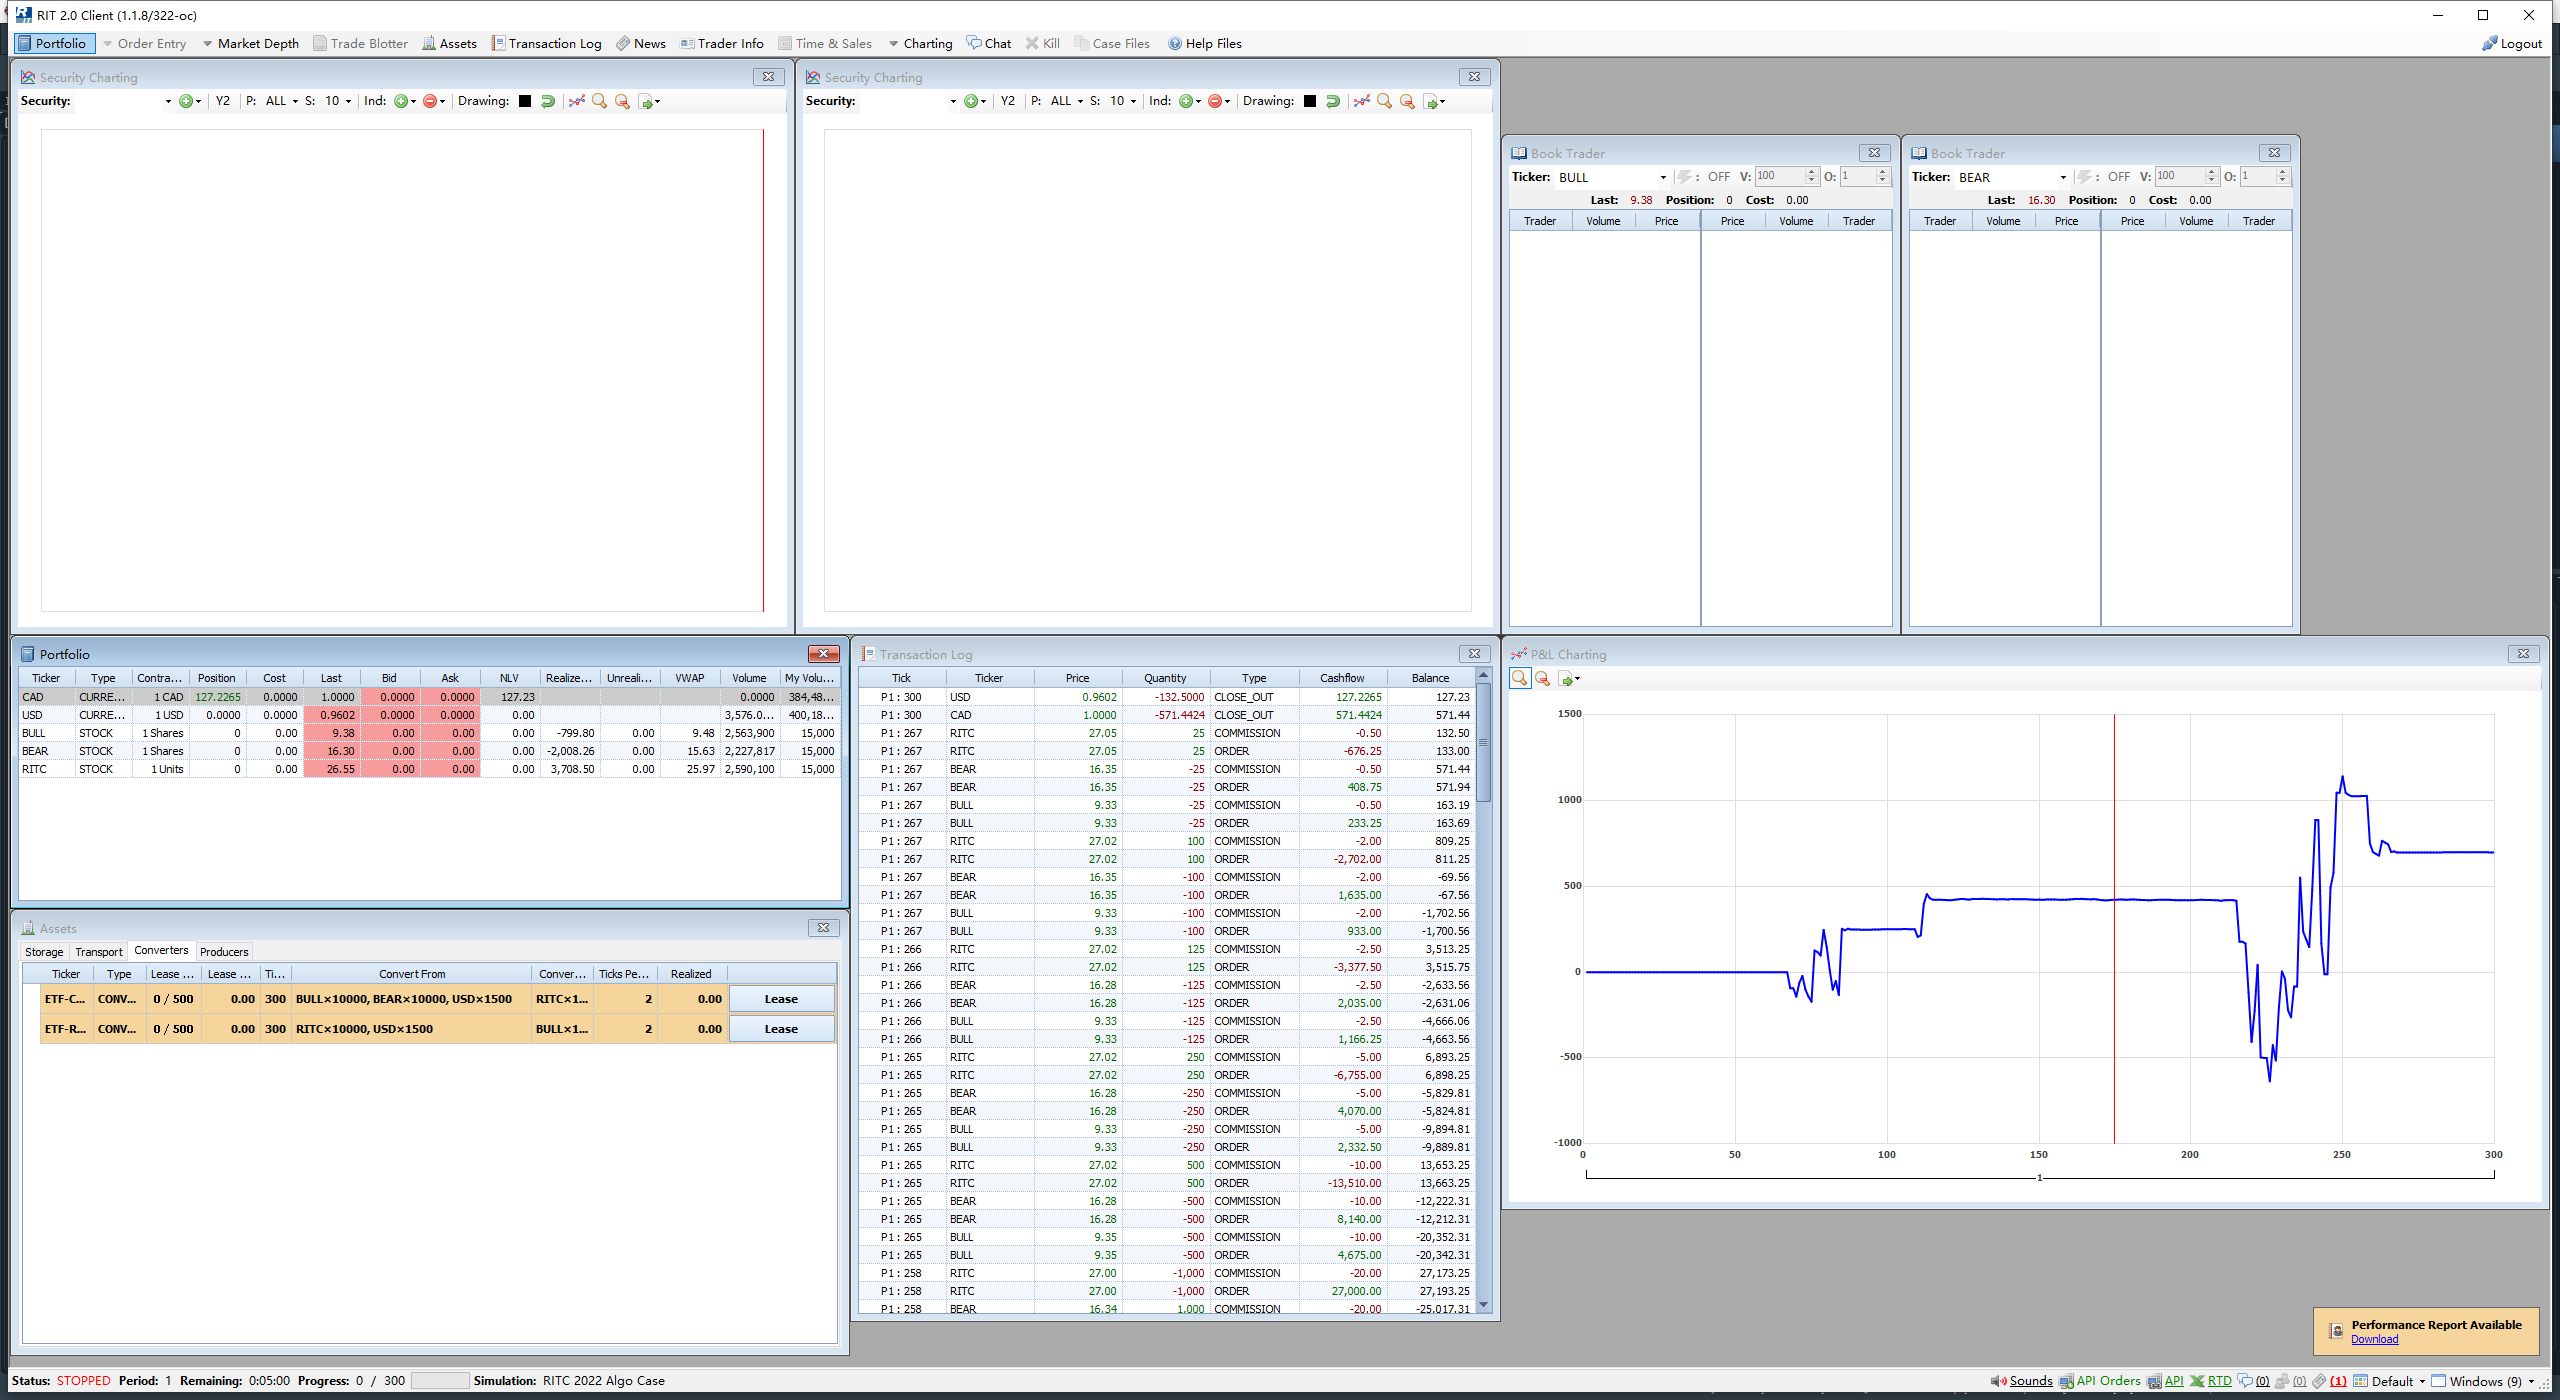 RIT 2.0 Client (1.1.8/322-oc)
Portfolio Order Entry Market Depth Trade Blotter Assets Transaction Log News Trader Info Time & Sales Charting Chat Kill Case Files Help Files Logout
Security Charting
Security: Y2 P: ALL S: 10 Ind: Drawing:
Security Charting
Security: Y2 P: ALL S: 10 Ind: Drawing:
Book Trader
Ticker: BULL : OFF V: 100 O: 1
Last: 9.38 Position: 0 Cost: 0.00
Trader Volume Price Price Volume Trader
Book Trader
Ticker: BEAR : OFF V: 100 O: 1
Last: 16.30 Position: 0 Cost: 0.00
Trader Volume Price Price Volume Trader
Portfolio
Ticker Type Contra... Position Cost Last Bid Ask NLV Realize... Unreali... VWAP Volume My Volu...
CAD CURRE... 1 CAD 127.2265 0.0000 1.0000 0.0000 0.0000 127.23 0.0000 384,48...
USD CURRE... 1 USD 0.0000 0.0000 0.9602 0.0000 0.0000 0.00 3,576.0... 400,18...
BULL STOCK 1 Shares 0 0.00 9.38 0.00 0.00 0.00 -799.80 0.00 9.48 2,563,900 15,000
BEAR STOCK 1 Shares 0 0.00 16.30 0.00 0.00 0.00 -2,008.26 0.00 15.63 2,227,817 15,000
RITC STOCK 1 Units 0 0.00 26.55 0.00 0.00 0.00 3,708.50 0.00 25.97 2,590,100 15,000
Assets
Storage Transport Converters Producers
Ticker Type Lease ... Lease ... Ti... Convert From Conver... Ticks Pe... Realized
ETF-C... CONV... 0 / 500 0.00 300 BULL×10000, BEAR×10000, USD×1500 RITC×1... 2 0.00 Lease
ETF-R... CONV... 0 / 500 0.00 300 RITC×10000, USD×1500 BULL×1... 2 0.00 Lease
Transaction Log
Tick Ticker Price Quantity Type Cashflow Balance
P1 : 300 USD 0.9602 -132.5000 CLOSE_OUT 127.2265 127.23
P1 : 300 CAD 1.0000 -571.4424 CLOSE_OUT 571.4424 571.44
P1 : 267 RITC 27.05 25 COMMISSION -0.50 132.50
P1 : 267 RITC 27.05 25 ORDER -676.25 133.00
P1 : 267 BEAR 16.35 -25 COMMISSION -0.50 571.44
P1 : 267 BEAR 16.35 -25 ORDER 408.75 571.94
P1 : 267 BULL 9.33 -25 COMMISSION -0.50 163.19
P1 : 267 BULL 9.33 -25 ORDER 233.25 163.69
P1 : 267 RITC 27.02 100 COMMISSION -2.00 809.25
P1 : 267 RITC 27.02 100 ORDER -2,702.00 811.25
P1 : 267 BEAR 16.35 -100 COMMISSION -2.00 -69.56
P1 : 267 BEAR 16.35 -100 ORDER 1,635.00 -67.56
P1 : 267 BULL 9.33 -100 COMMISSION -2.00 -1,702.56
P1 : 267 BULL 9.33 -100 ORDER 933.00 -1,700.56
P1 : 266 RITC 27.02 125 COMMISSION -2.50 3,513.25
P1 : 266 RITC 27.02 125 ORDER -3,377.50 3,515.75
P1 : 266 BEAR 16.28 -125 COMMISSION -2.50 -2,633.56
P1 : 266 BEAR 16.28 -125 ORDER 2,035.00 -2,631.06
P1 : 266 BULL 9.33 -125 COMMISSION -2.50 -4,666.06
P1 : 266 BULL 9.33 -125 ORDER 1,166.25 -4,663.56
P1 : 265 RITC 27.02 250 COMMISSION -5.00 6,893.25
P1 : 265 RITC 27.02 250 ORDER -6,755.00 6,898.25
P1 : 265 BEAR 16.28 -250 COMMISSION -5.00 -5,829.81
P1 : 265 BEAR 16.28 -250 ORDER 4,070.00 -5,824.81
P1 : 265 BULL 9.33 -250 COMMISSION -5.00 -9,894.81
P1 : 265 BULL 9.33 -250 ORDER 2,332.50 -9,889.81
P1 : 265 RITC 27.02 500 COMMISSION -10.00 13,653.25
P1 : 265 RITC 27.02 500 ORDER -13,510.00 13,663.25
P1 : 265 BEAR 16.28 -500 COMMISSION -10.00 -12,222.31
P1 : 265 BEAR 16.28 -500 ORDER 8,140.00 -12,212.31
P1 : 265 BULL 9.35 -500 COMMISSION -10.00 -20,352.31
P1 : 265 BULL 9.35 -500 ORDER 4,675.00 -20,342.31
P1 : 258 RITC 27.00 -1,000 COMMISSION -20.00 27,173.25
P1 : 258 RITC 27.00 -1,000 ORDER 27,000.00 27,193.25
P1 : 258 BEAR 16.34 1,000 COMMISSION -20.00 -25,017.31
P&L Charting
1500
1000
500
0
-500
-1000
0 50 100 150 200 250 300
1
Performance Report Available
Download
Status: STOPPED Period: 1 Remaining: 0:05:00 Progress: 0 / 300 Simulation: RITC 2022 Algo Case
Sounds API Orders API RTD (0) (0) (1) Default Windows (9)